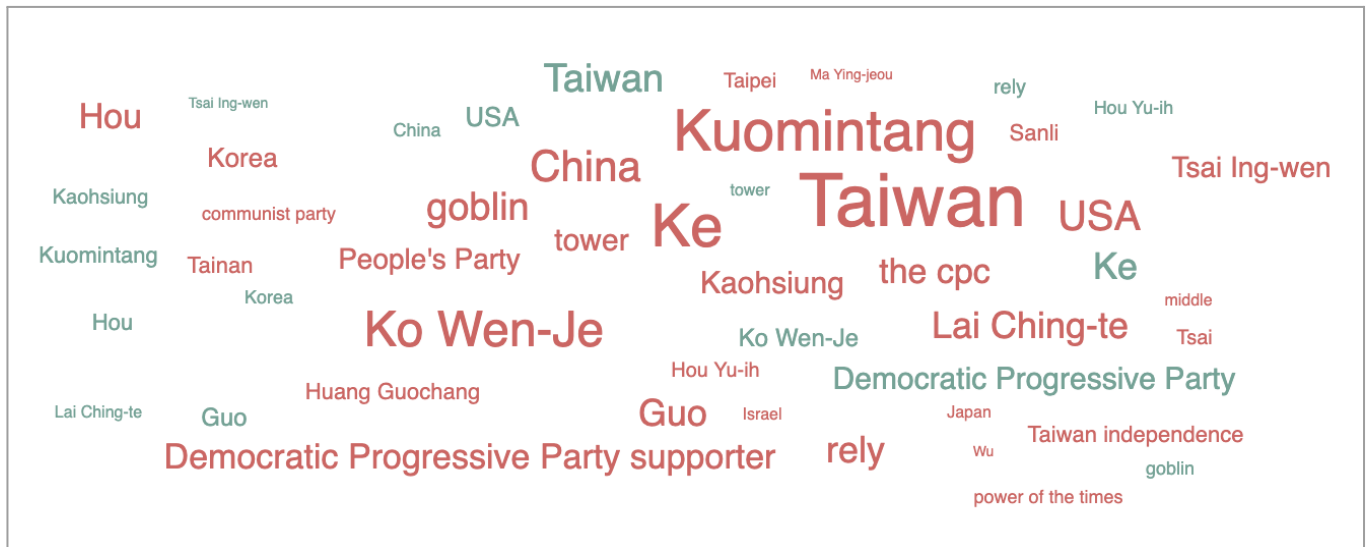 Taiwan
Taipei
Ma Ying-jeou
rely
Tsai Ing-wen
Hou Yu-ih
Hou
USA
China
Kuomintang
Sanli
Korea
China
Tsai Ing-wen
tower
Taiwan
Kaohsiung
communist party
goblin
Ke
USA
tower
Kuomintang
Tainan
People's Party
Ke
Kaohsiung
the cpc
Korea
middle
Hou
Ko Wen-Je
Ko Wen-Je
Lai Ching-te
Tsai
Hou Yu-ih
Democratic Progressive Party
Huang Guochang
Lai Ching-te
Guo
Guo
Israel
Japan
Taiwan independence
Democratic Progressive Party supporter
rely
Wu
goblin
power of the times